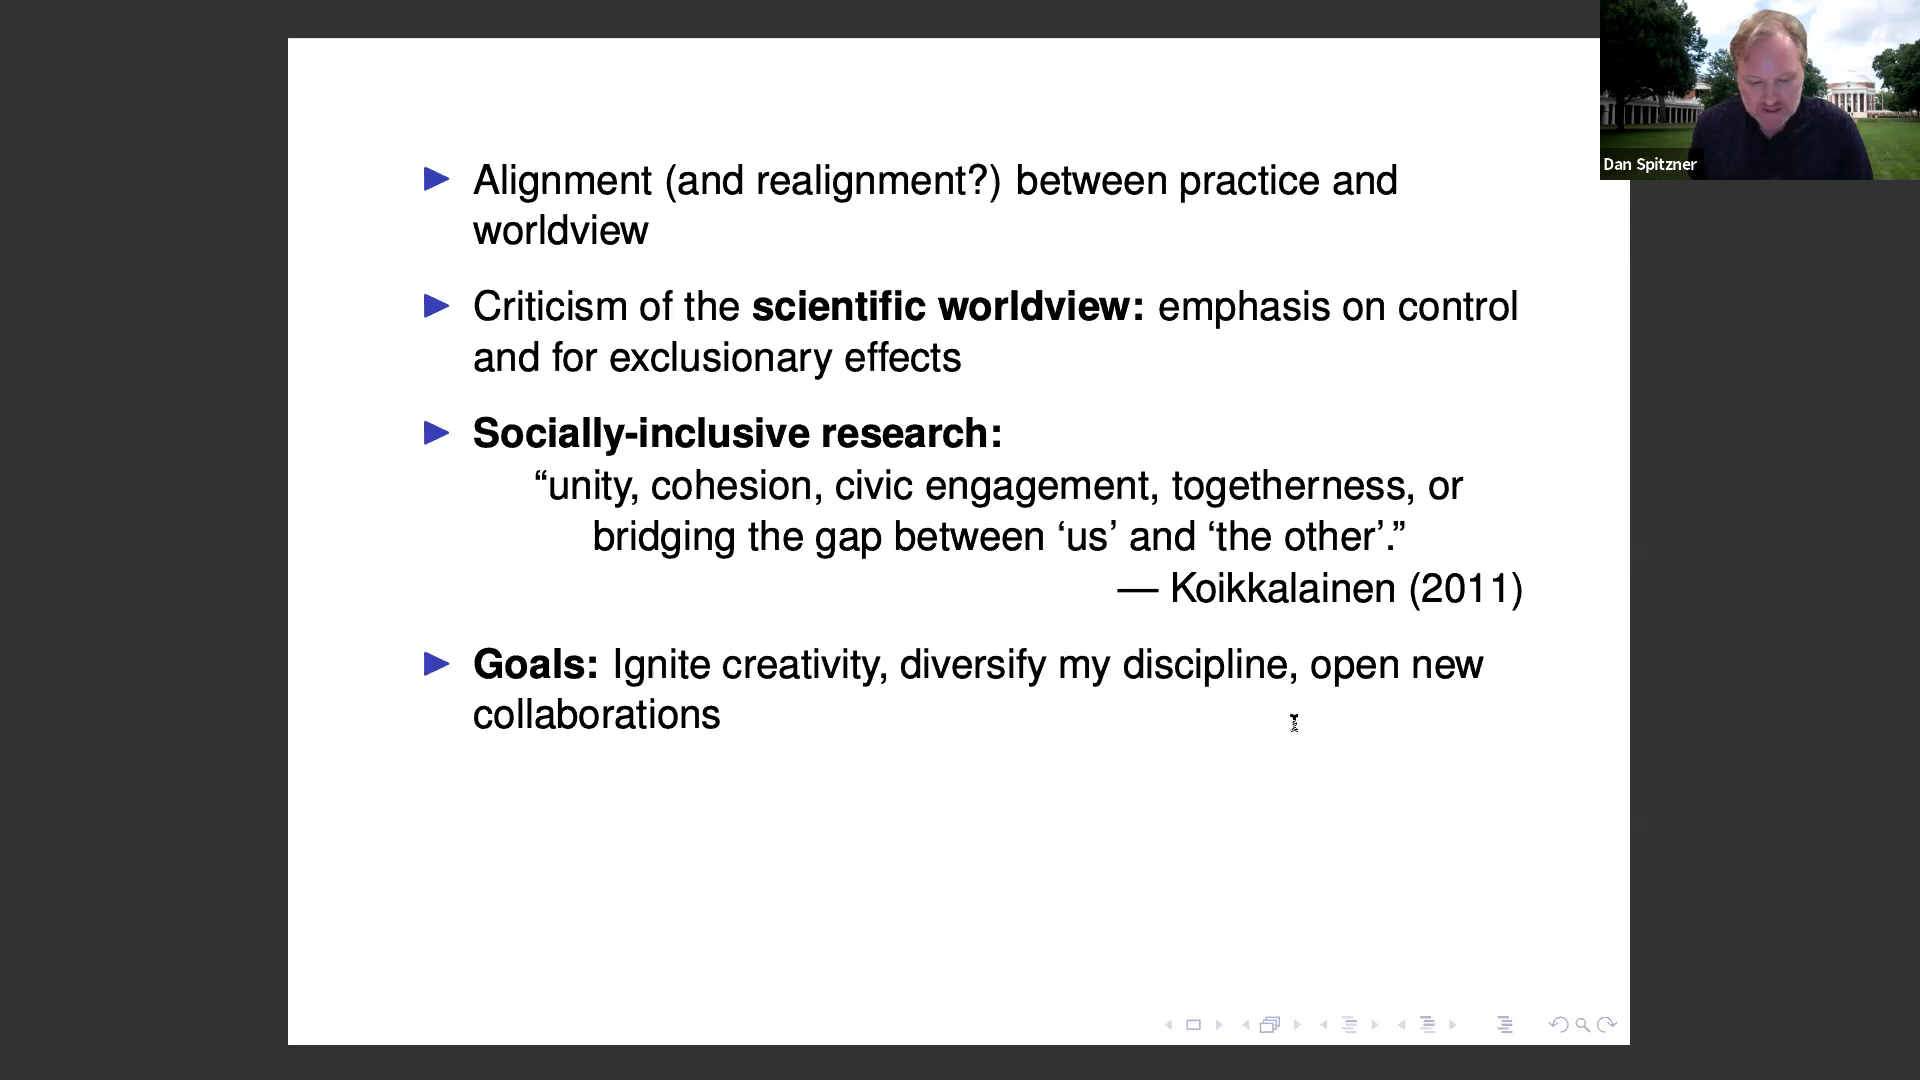 Alignment (and realignment?) between practice and
worldview
Criticism of the scientific worldview: emphasis on control
and for exclusionary effects
Socially-inclusive research:
“unity, cohesion, civic engagement, togetherness, or
bridging the gap between ‘us’ and ‘the other’.”
— Koikkalainen (2011)
Goals: Ignite creativity, diversify my discipline, open new
collaborations
Dan Spitzner